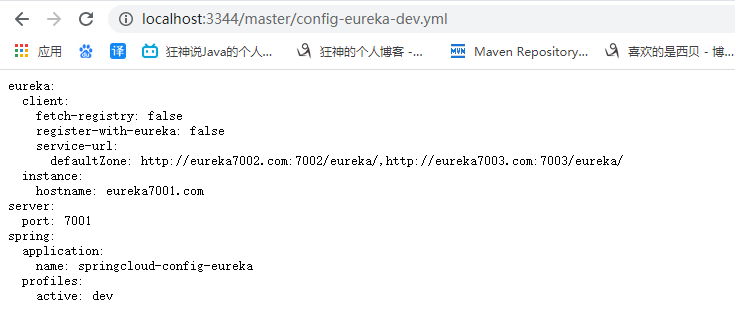 localhost:3344/master/config-eureka-dev.yml
应用 译 狂神说Java的个人... 狂神的个人博客 -... MVN Maven Repository... 喜欢的是西贝 - 博...
eureka:
  client:
    fetch-registry: false
    register-with-eureka: false
    service-url:
      defaultZone: http://eureka7002.com:7002/eureka/,http://eureka7003.com:7003/eureka/
  instance:
    hostname: eureka7001.com
server:
  port: 7001
spring:
  application:
    name: springcloud-config-eureka
  profiles:
    active: dev